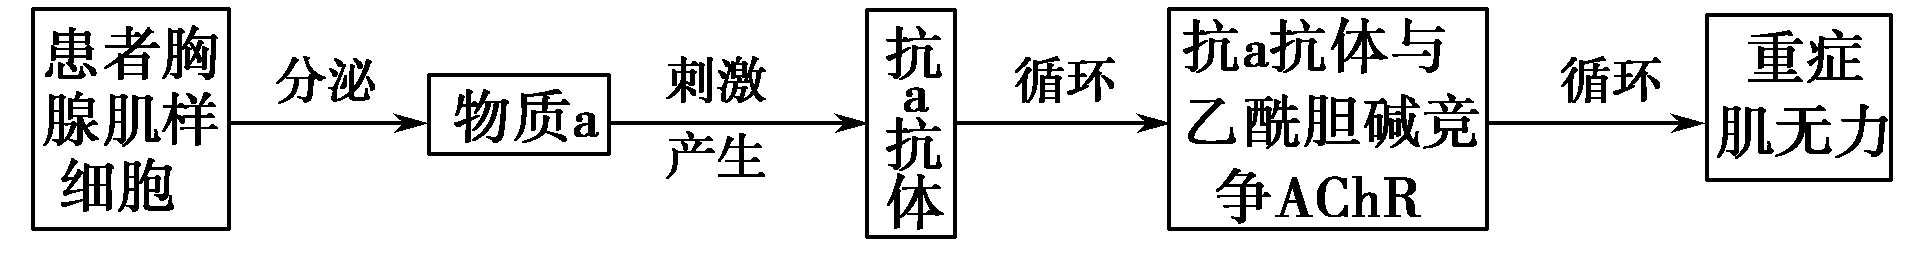 患者胸
腺肌样
细胞
分泌
物质a
刺激
产生
抗
a
抗
体
循环
抗a抗体与
乙酰胆碱竞
争AChR
循环
重症
肌无力